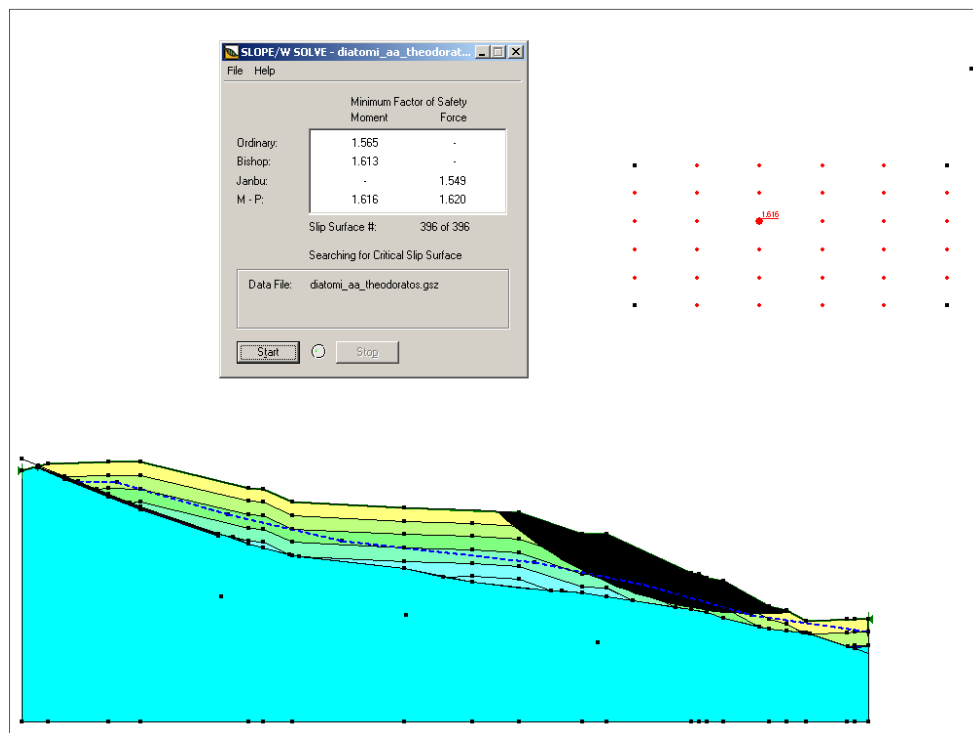 SLOPE/W SOLVE - diatomi_aa_theodorat...
File Help
Minimum Factor of Safety
Moment Force
Ordinary: 1.565 -
Bishop: 1.613 -
Janbu: - 1.549
M - P: 1.616 1.620
Slip Surface #: 396 of 396
Searching for Critical Slip Surface
Data File: diatomi_aa_theodoratos.gsz
Start Stop
1.616